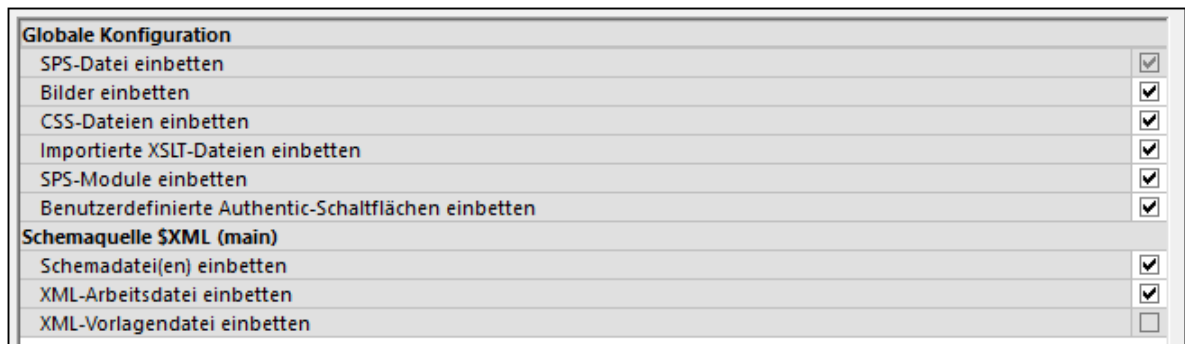 Globale Konfiguration
SPS-Datei einbetten
Bilder einbetten
CSS-Dateien einbetten
Importierte XSLT-Dateien einbetten
SPS-Module einbetten
Benutzerdefinierte Authentic-Schaltflächen einbetten
Schemaquelle $XML (main)
Schemadatei(en) einbetten
XML-Arbeitsdatei einbetten
XML-Vorlagendatei einbetten